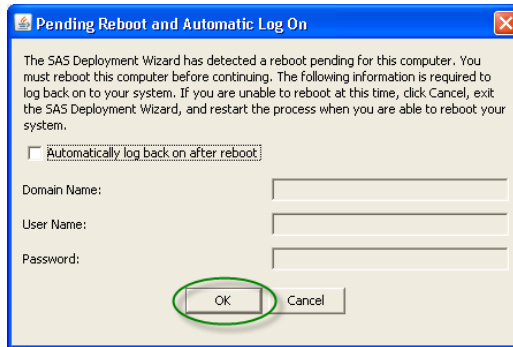 Pending Reboot and Automatic Log On
The SAS Deployment Wizard has detected a reboot pending for this computer. You
must reboot this computer before continuing. The following information is required to
log back on to your system. If you are unable to reboot at this time, click Cancel, exit
the SAS Deployment Wizard, and restart the process when you are able to reboot your
system.
Automatically log back on after reboot
Domain Name:
User Name:
Password:
OK Cancel